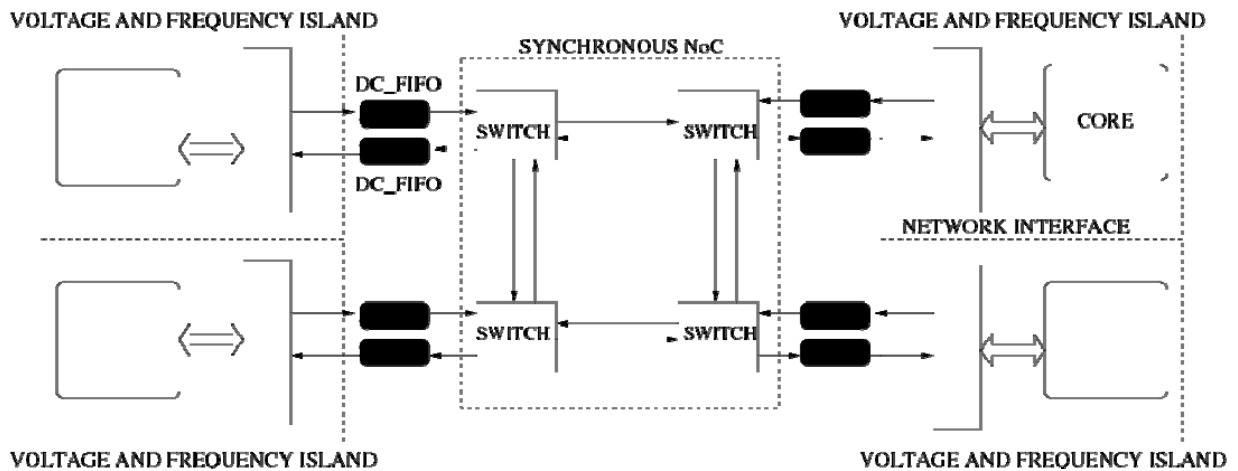 VOLTAGE AND FREQUENCY ISLAND
VOLTAGE AND FREQUENCY ISLAND
SYNCHRONOUS NoC
DC_FIFO
SWITCH
SWITCH
CORE
DC_FIFO
NETWORK INTERFACE
SWITCH
SWITCH
VOLTAGE AND FREQUENCY ISLAND
VOLTAGE AND FREQUENCY ISLAND